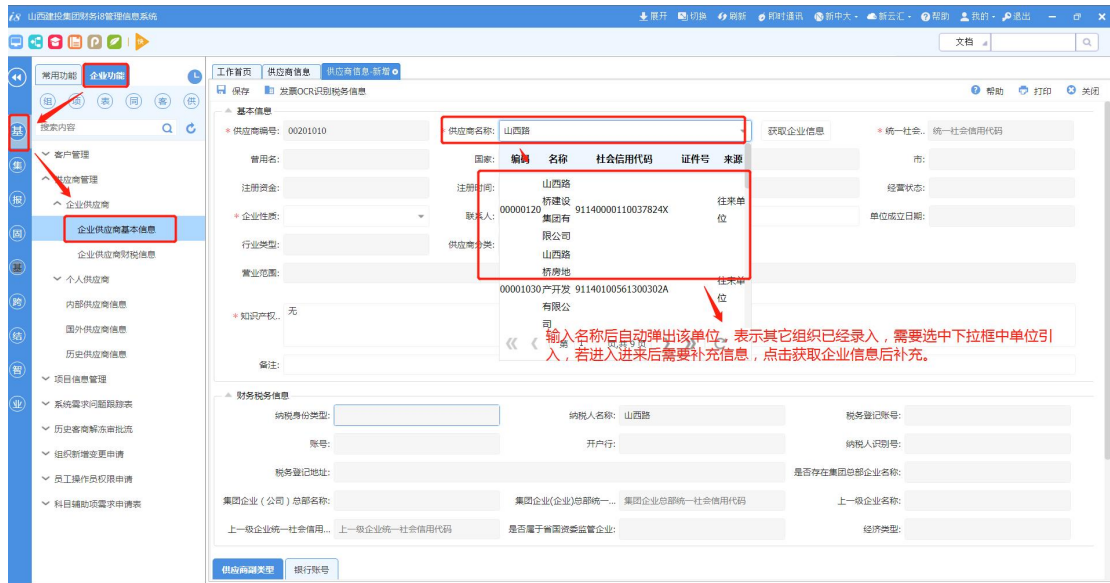 i8 山西建投集团财务i8管理信息系统
展开 切换 刷新 即时通讯 新中大 新云汇 帮助 我的 退出
文档
常用功能 企业功能
工作首页 供应商信息 供应商信息-新增
保存 发票OCR识别税务信息 帮助 打印 关闭
组 项 表 同 客 供
搜索内容
基
集
报
固
基
跨
结
智
业
客户管理
供应商管理
企业供应商
企业供应商基本信息
企业供应商财税信息
个人供应商
内部供应商信息
国外供应商信息
历史供应商信息
项目信息管理
系统需求问题跟踪表
历史客商解冻审批流
组织新增变更申请
员工操作员权限申请
科目辅助项需求申请表
基本信息
* 供应商编号: 00201010 * 供应商名称: 山西路 获取企业信息 * 统一社会.. 统一社会信用代码
曾用名: 国家: 市:
注册资金: 注册时间: 经营状态:
* 企业性质: 联系人: 单位成立日期:
行业类型: 供应商分类:
营业范围:
* 知识产权.. 无
备注:
编码 名称 社会信用代码 证件号 来源
00000120 山西路桥建设集团有限公司 91140000110037824X 往来单位
00001030 山西路桥房地产开发有限公司 91140100561300302A 往来单位
第 1 页,共9页
输入名称后自动弹出该单位，表示其它组织已经录入，需要选中下拉框中单位引
入，若进入进来后需要补充信息，点击获取企业信息后补充。
财务税务信息
纳税身份类型: 纳税人名称: 山西路 税务登记账号:
账号: 开户行: 纳税人识别号:
税务登记地址: 是否存在集团总部企业名称:
集团企业（公司）总部名称: 集团企业(企业)总部统一... 集团企业总部统一社会信用代码 上一级企业名称:
上一级企业统一社会信用... 上一级企业统一社会信用代码 是否属于省国资委监管企业: 经济类型:
供应商副类型 银行账号